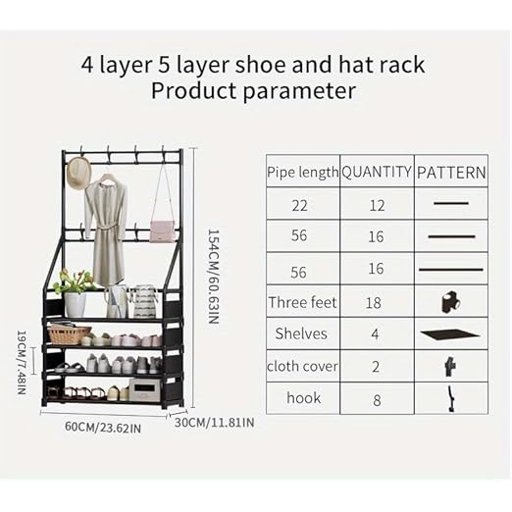 4 layer 5 layer shoe and hat rack
Product parameter
154CM/60.63IN
19CM/7.48IN
60CM/23.62IN
30CM/11.81IN
Pipe length QUANTITY PATTERN
22 12
56 16
56 16
Three feet 18
Shelves 4
cloth cover 2
hook 8